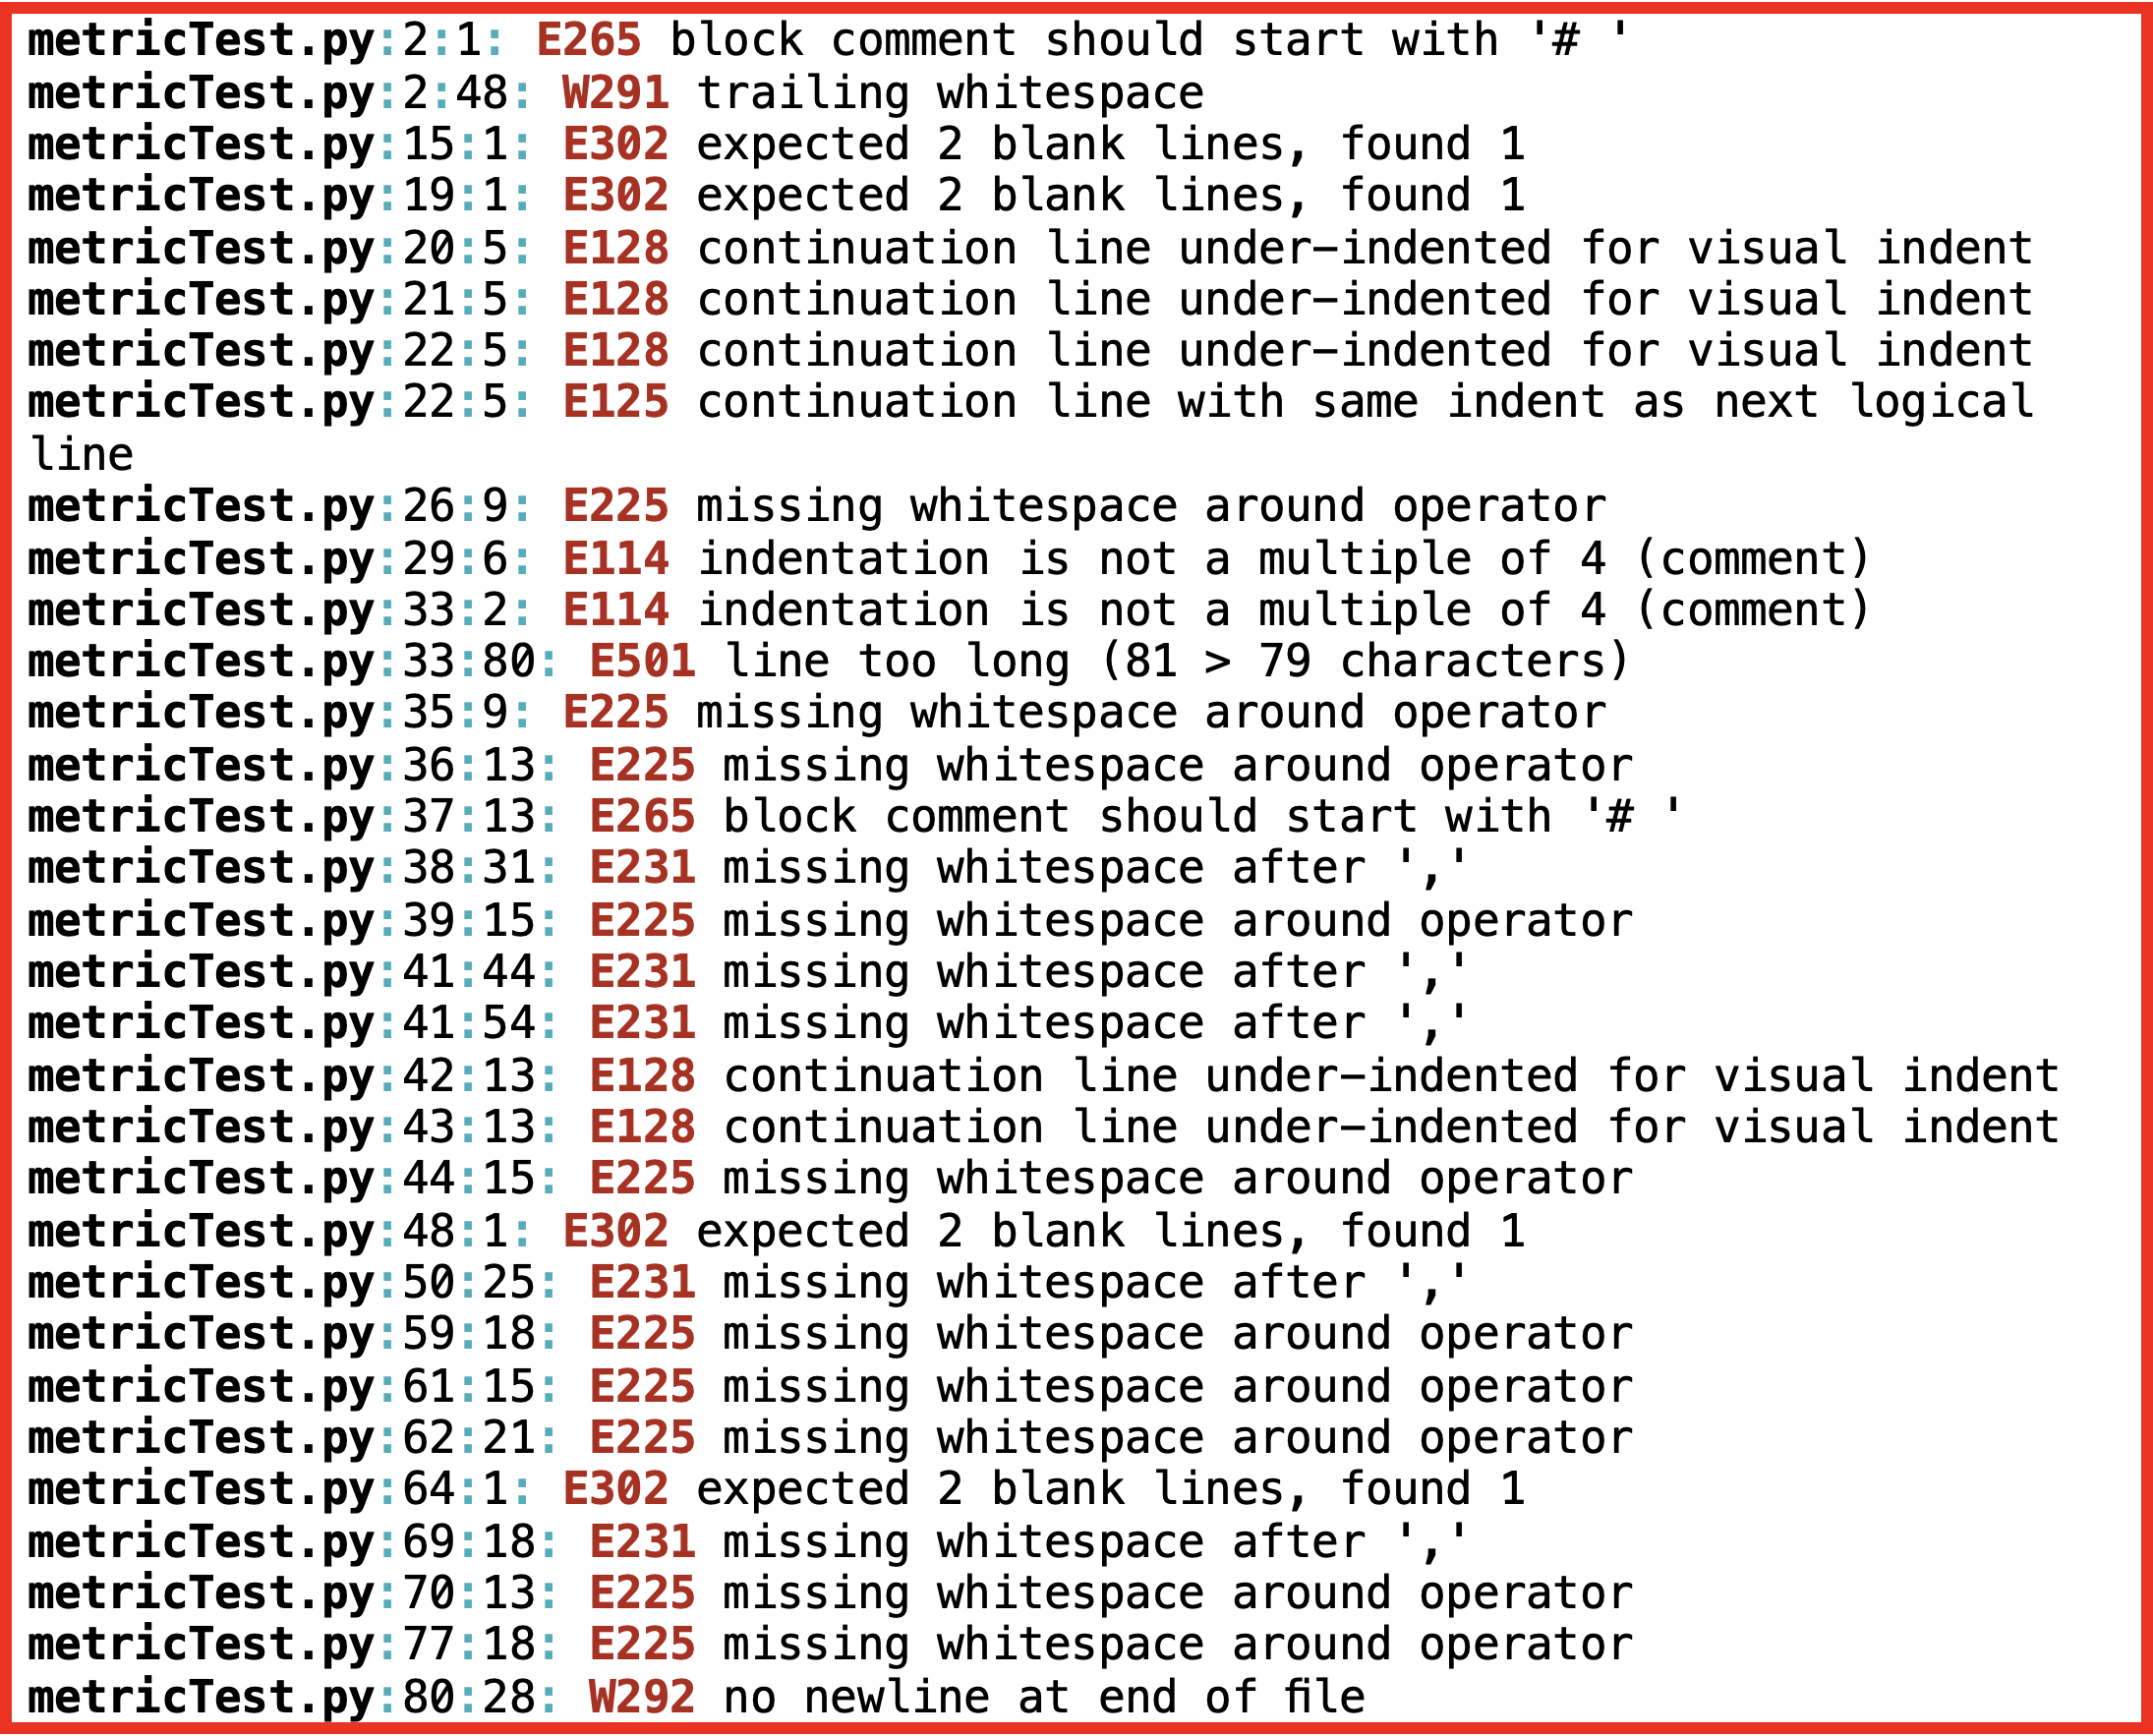 metricTest.py:2:1: E265 block comment should start with '# '
metricTest.py:2:48: W291 trailing whitespace
metricTest.py:15:1: E302 expected 2 blank lines, found 1
metricTest.py:19:1: E302 expected 2 blank lines, found 1
metricTest.py:20:5: E128 continuation line under-indented for visual indent
metricTest.py:21:5: E128 continuation line under-indented for visual indent
metricTest.py:22:5: E128 continuation line under-indented for visual indent
metricTest.py:22:5: E125 continuation line with same indent as next logical
line
metricTest.py:26:9: E225 missing whitespace around operator
metricTest.py:29:6: E114 indentation is not a multiple of 4 (comment)
metricTest.py:33:2: E114 indentation is not a multiple of 4 (comment)
metricTest.py:33:80: E501 line too long (81 > 79 characters)
metricTest.py:35:9: E225 missing whitespace around operator
metricTest.py:36:13: E225 missing whitespace around operator
metricTest.py:37:13: E265 block comment should start with '# '
metricTest.py:38:31: E231 missing whitespace after ','
metricTest.py:39:15: E225 missing whitespace around operator
metricTest.py:41:44: E231 missing whitespace after ','
metricTest.py:41:54: E231 missing whitespace after ','
metricTest.py:42:13: E128 continuation line under-indented for visual indent
metricTest.py:43:13: E128 continuation line under-indented for visual indent
metricTest.py:44:15: E225 missing whitespace around operator
metricTest.py:48:1: E302 expected 2 blank lines, found 1
metricTest.py:50:25: E231 missing whitespace after ','
metricTest.py:59:18: E225 missing whitespace around operator
metricTest.py:61:15: E225 missing whitespace around operator
metricTest.py:62:21: E225 missing whitespace around operator
metricTest.py:64:1: E302 expected 2 blank lines, found 1
metricTest.py:69:18: E231 missing whitespace after ','
metricTest.py:70:13: E225 missing whitespace around operator
metricTest.py:77:18: E225 missing whitespace around operator
metricTest.py:80:28: W292 no newline at end of file